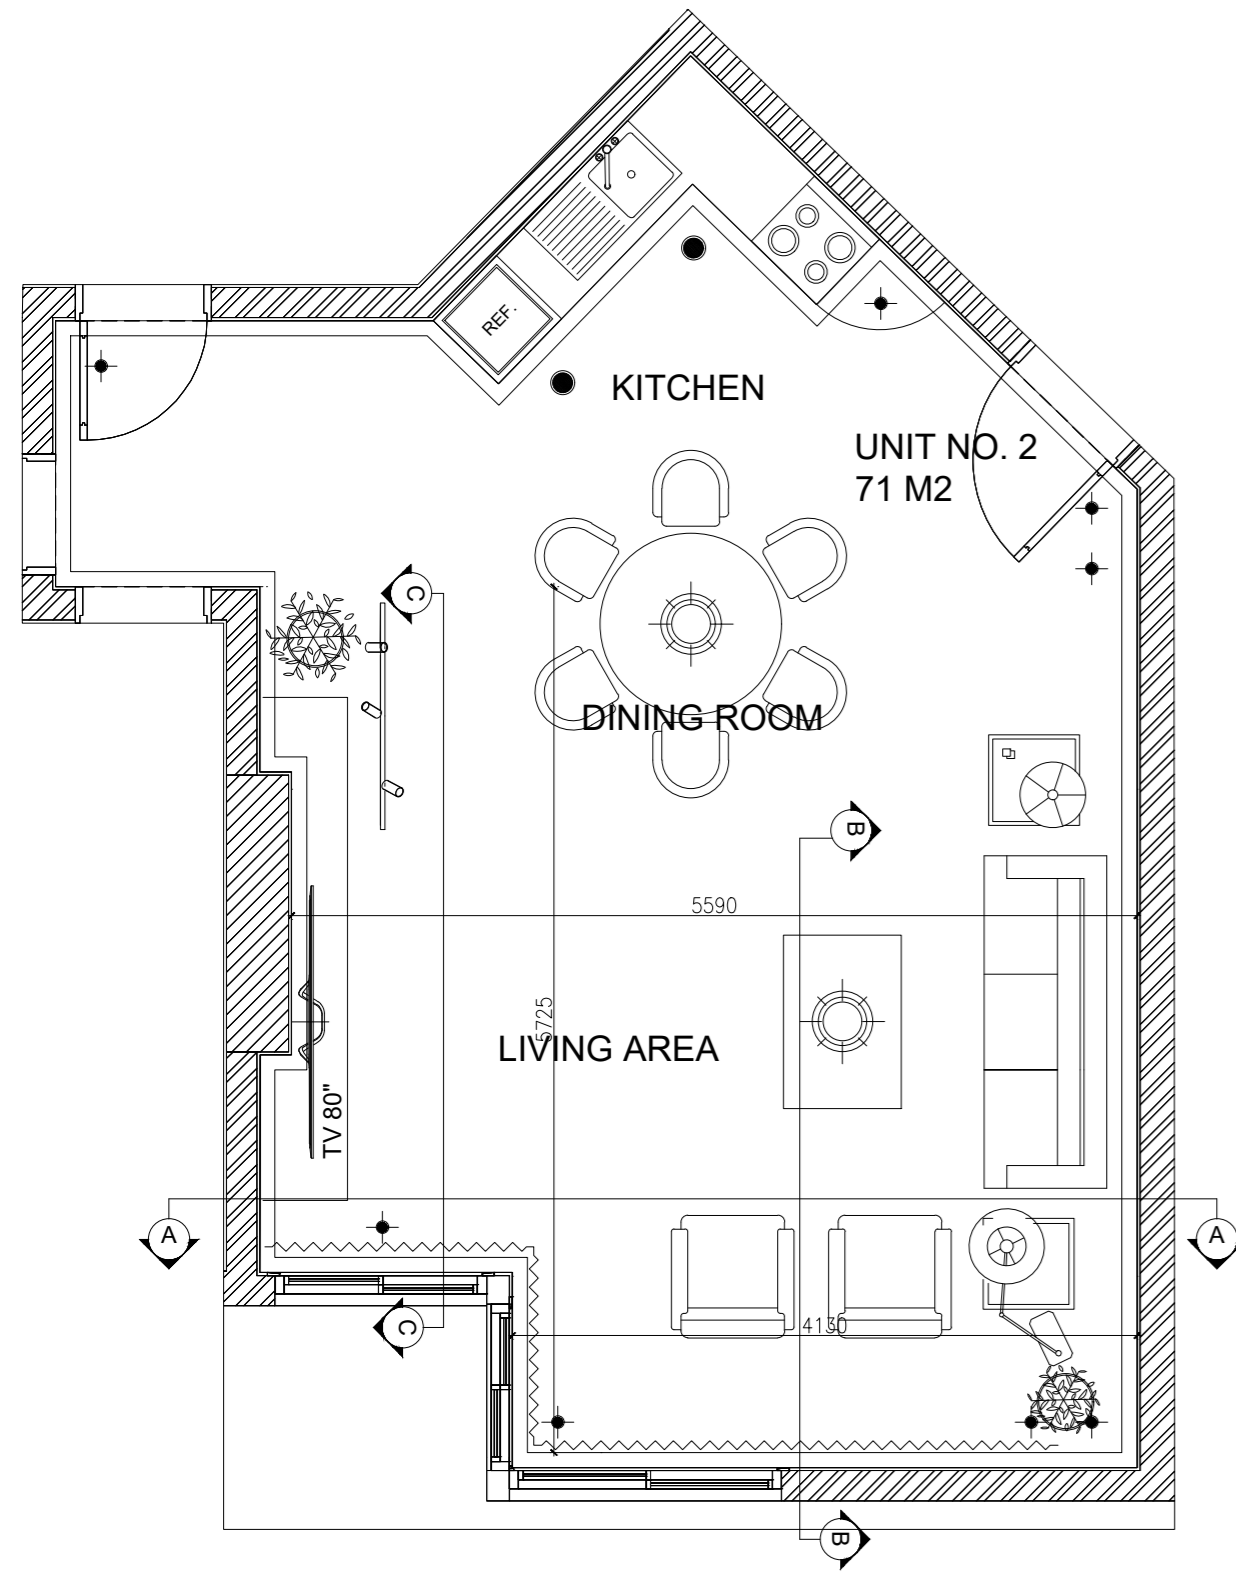 REF.
KITCHEN
UNIT NO. 2
71 M2
C
DINING ROOM
B
5590
5725
LIVING AREA
TV 80"
A
A
C
4130
B